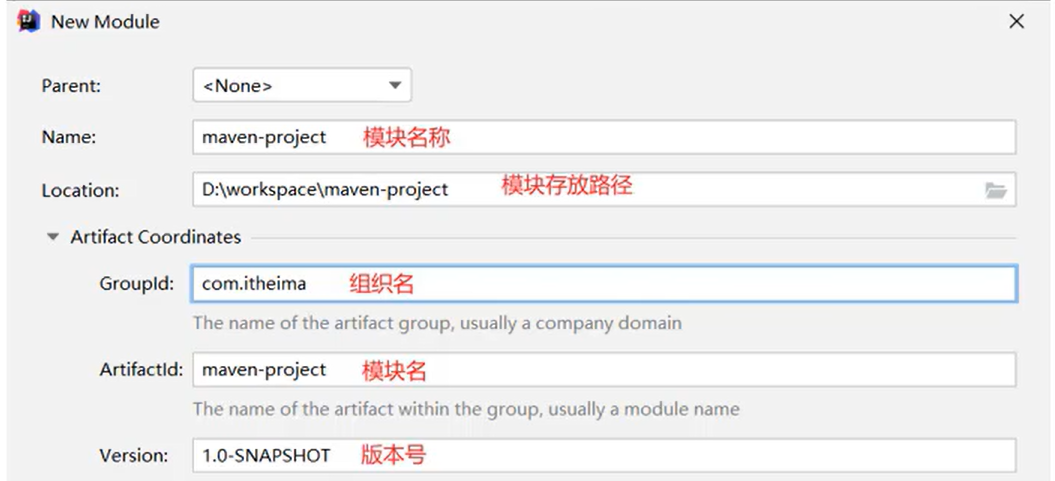 New Module
Parent: <None>
Name: maven-project 模块名称
Location: D:\workspace\maven-project 模块存放路径
Artifact Coordinates
GroupId: com.itheima 组织名
The name of the artifact group, usually a company domain
ArtifactId: maven-project 模块名
The name of the artifact within the group, usually a module name
Version: 1.0-SNAPSHOT 版本号